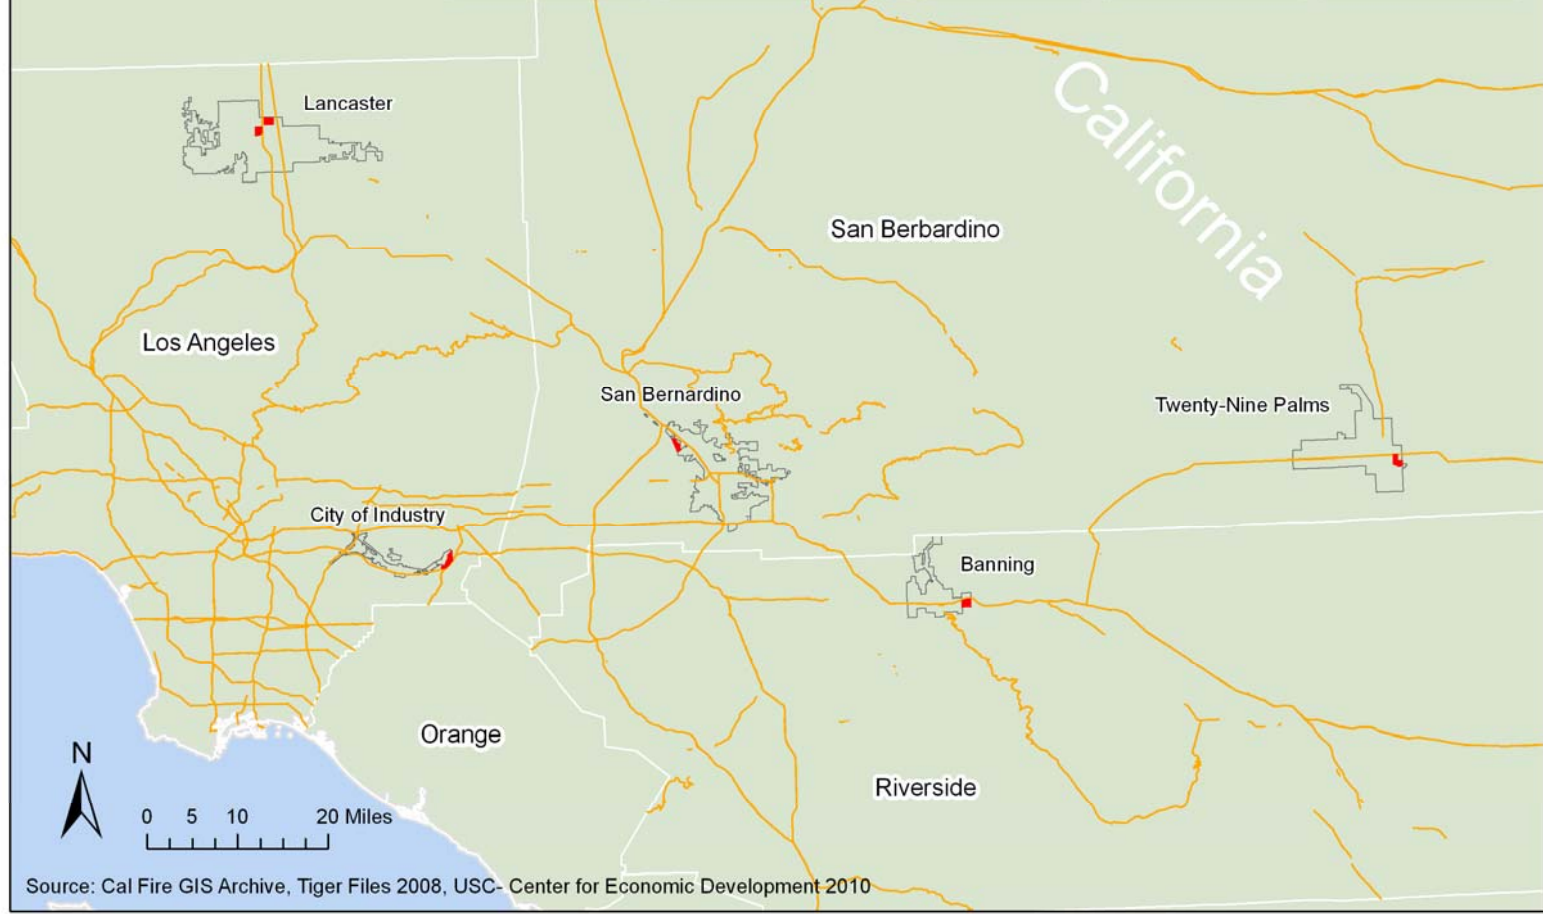 Lancaster
California
San Berbardino
Los Angeles
San Bernardino
Twenty-Nine Palms
City of Industry
Banning
Orange
N
Riverside
0 5 10 20 Miles
Source: Cal Fire GIS Archive, Tiger Files 2008, USC- Center for Economic Development 2010